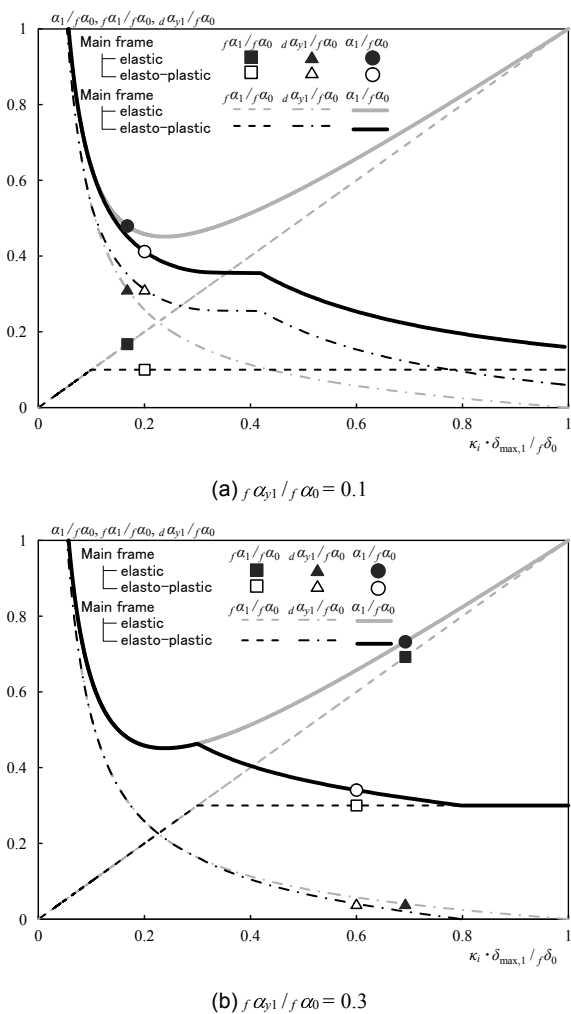 α₁/fα₀, fα₁/fα₀, dαy1/fα₀
1
0.8
0.6
0.4
0.2
0
Main frame fα₁/fα₀ dαy1/fα₀ α₁/fα₀
elastic
elasto-plastic
Main frame fα₁/fα₀ dαy1/fα₀ α₁/fα₀
elastic
elasto-plastic
0 0.2 0.4 0.6 0.8 1
κi・δmax,1/fδ₀
(a) fαy1/fα₀ = 0.1
α₁/fα₀, fα₁/fα₀, dαy1/fα₀
1
0.8
0.6
0.4
0.2
0
Main frame fα₁/fα₀ dαy1/fα₀ α₁/fα₀
elastic
elasto-plastic
Main frame fα₁/fα₀ dαy1/fα₀ α₁/fα₀
elastic
elasto-plastic
0 0.2 0.4 0.6 0.8 1
κi・δmax,1/fδ₀
(b) fαy1/fα₀ = 0.3